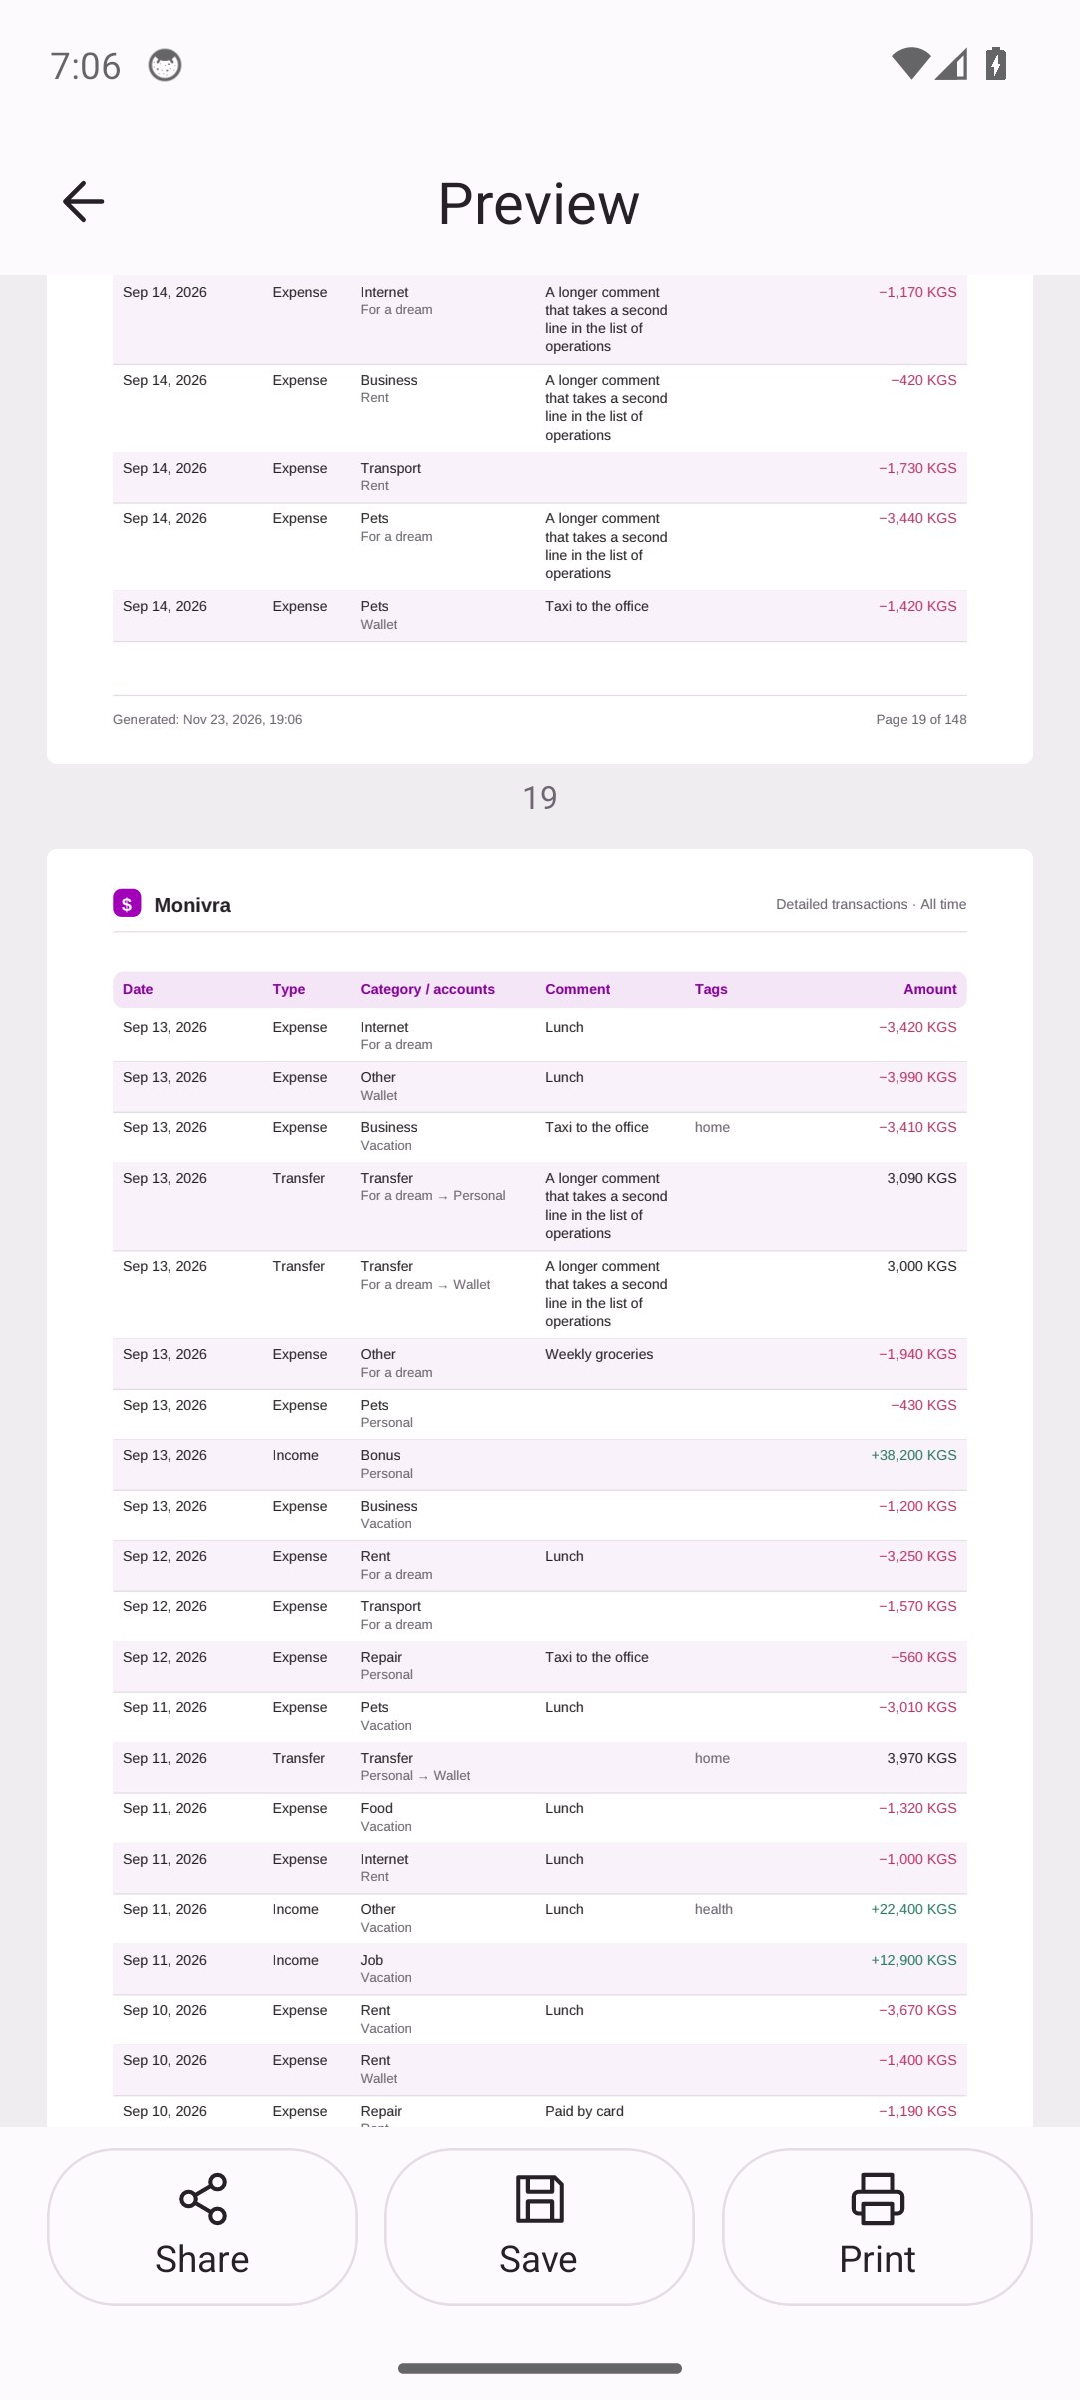 7:06
Preview
Sep 14, 2026 Expense Internet A longer comment −1,170 KGS
For a dream that takes a second
line in the list of
operations
Sep 14, 2026 Expense Business A longer comment −420 KGS
Rent that takes a second
line in the list of
operations
Sep 14, 2026 Expense Transport −1,730 KGS
Rent
Sep 14, 2026 Expense Pets A longer comment −3,440 KGS
For a dream that takes a second
line in the list of
operations
Sep 14, 2026 Expense Pets Taxi to the office −1,420 KGS
Wallet
Generated: Nov 23, 2026, 19:06 Page 19 of 148
19
$ Monivra Detailed transactions · All time
Date Type Category / accounts Comment Tags Amount
Sep 13, 2026 Expense Internet Lunch −3,420 KGS
For a dream
Sep 13, 2026 Expense Other Lunch −3,990 KGS
Wallet
Sep 13, 2026 Expense Business Taxi to the office home −3,410 KGS
Vacation
Sep 13, 2026 Transfer Transfer A longer comment 3,090 KGS
For a dream → Personal that takes a second
line in the list of
operations
Sep 13, 2026 Transfer Transfer A longer comment 3,000 KGS
For a dream → Wallet that takes a second
line in the list of
operations
Sep 13, 2026 Expense Other Weekly groceries −1,940 KGS
For a dream
Sep 13, 2026 Expense Pets −430 KGS
Personal
Sep 13, 2026 Income Bonus +38,200 KGS
Personal
Sep 13, 2026 Expense Business −1,200 KGS
Vacation
Sep 12, 2026 Expense Rent Lunch −3,250 KGS
For a dream
Sep 12, 2026 Expense Transport −1,570 KGS
For a dream
Sep 12, 2026 Expense Repair Taxi to the office −560 KGS
Personal
Sep 11, 2026 Expense Pets Lunch −3,010 KGS
Vacation
Sep 11, 2026 Transfer Transfer home 3,970 KGS
Personal → Wallet
Sep 11, 2026 Expense Food Lunch −1,320 KGS
Vacation
Sep 11, 2026 Expense Internet Lunch −1,000 KGS
Rent
Sep 11, 2026 Income Other Lunch health +22,400 KGS
Vacation
Sep 11, 2026 Income Job +12,900 KGS
Vacation
Sep 10, 2026 Expense Rent Lunch −3,670 KGS
Vacation
Sep 10, 2026 Expense Rent −1,400 KGS
Wallet
Sep 10, 2026 Expense Repair Paid by card −1,190 KGS
Share Save Print